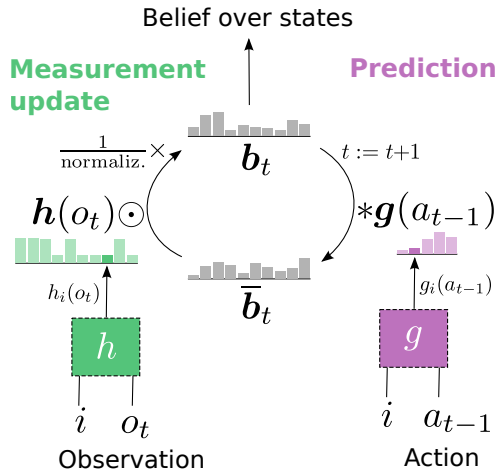 Belief over states
Measurement
update
Prediction
1
normaliz.
×
b_t
t := t+1
h(o_t)⊙
*g(a_{t−1})
b̅_t
h_i(o_t)
g_i(a_{t−1})
h
g
i o_t
i a_{t−1}
Observation
Action